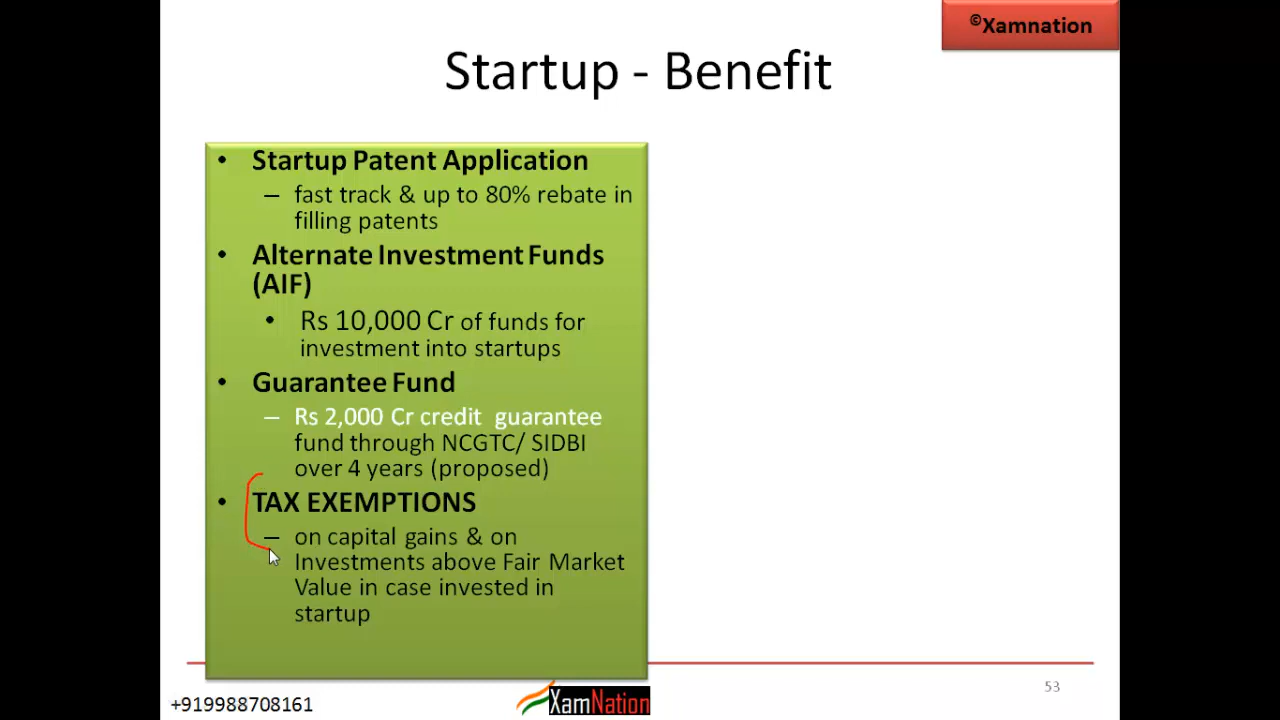 ©Xamnation
Startup - Benefit
• Startup Patent Application
– fast track & up to 80% rebate in
filling patents
• Alternate Investment Funds
(AIF)
• Rs 10,000 Cr of funds for
investment into startups
• Guarantee Fund
– Rs 2,000 Cr credit guarantee
fund through NCGTC/ SIDBI
over 4 years (proposed)
• TAX EXEMPTIONS
– on capital gains & on
Investments above Fair Market
Value in case invested in
startup
53
+919988708161
XamNation